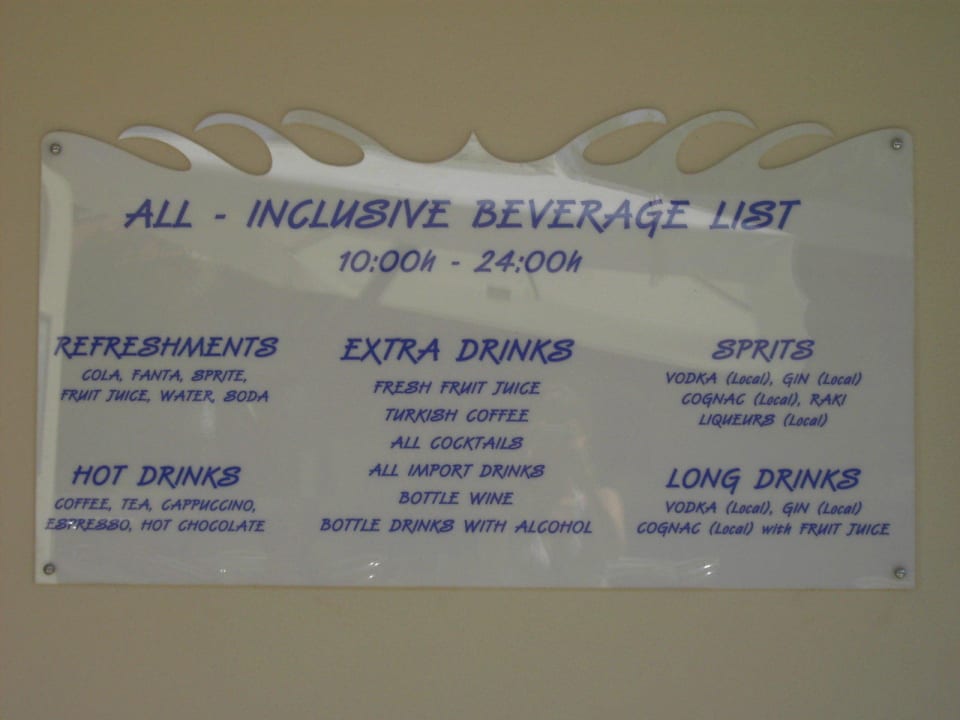 ALL - INCLUSIVE BEVERAGE LIST
10:00h - 24:00h
REFRESHMENTS
COLA, FANTA, SPRITE,
FRUIT JUICE, WATER, SODA
HOT DRINKS
COFFEE, TEA, CAPPUCCINO,
ESPRESSO, HOT CHOCOLATE
EXTRA DRINKS
FRESH FRUIT JUICE
TURKISH COFFEE
ALL COCKTAILS
ALL IMPORT DRINKS
BOTTLE WINE
BOTTLE DRINKS WITH ALCOHOL
SPRITS
VODKA (Local), GIN (Local)
COGNAC (Local), RAKI
LIQUEURS (Local)
LONG DRINKS
VODKA (Local), GIN (Local)
COGNAC (Local) with FRUIT JUICE